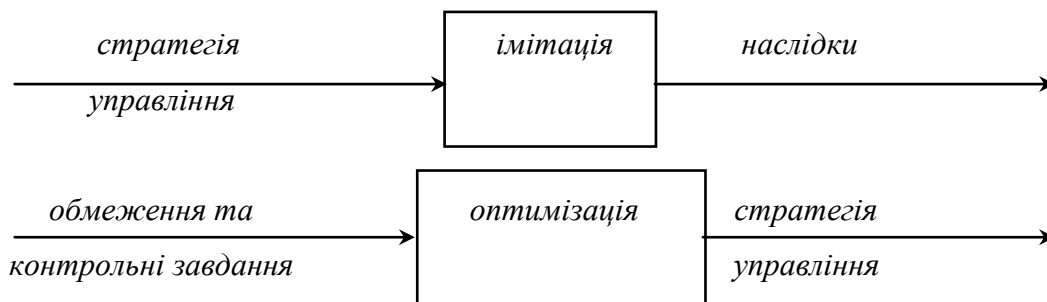 стратегія
управління
імітація
наслідки
обмеження та
контрольні завдання
оптимізація
стратегія
управління